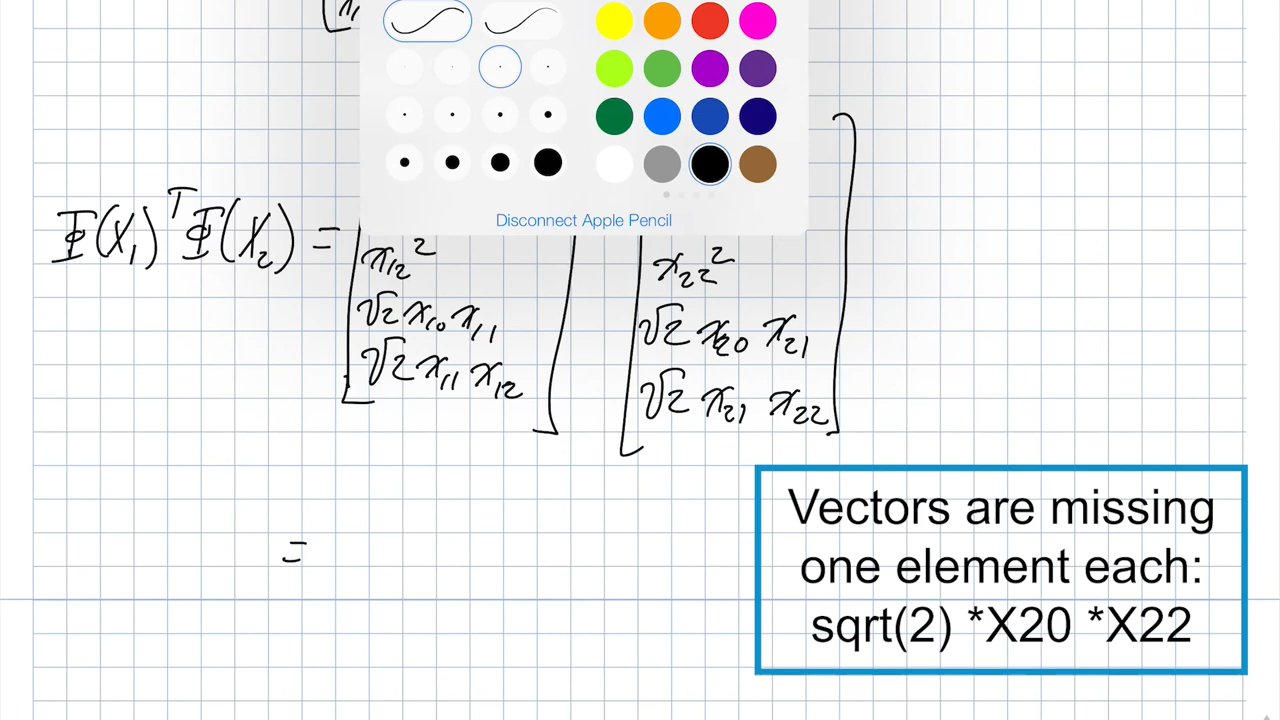 Disconnect Apple Pencil
Φ(X₁)ᵀ Φ(X₂) =
x₁₂²
√2 x₁₀ x₁₁
√2 x₁₁ x₁₂
x₂₂²
√2 x₂₀ x₂₁
√2 x₂₁ x₂₂
=
Vectors are missing
one element each:
sqrt(2) *X20 *X22